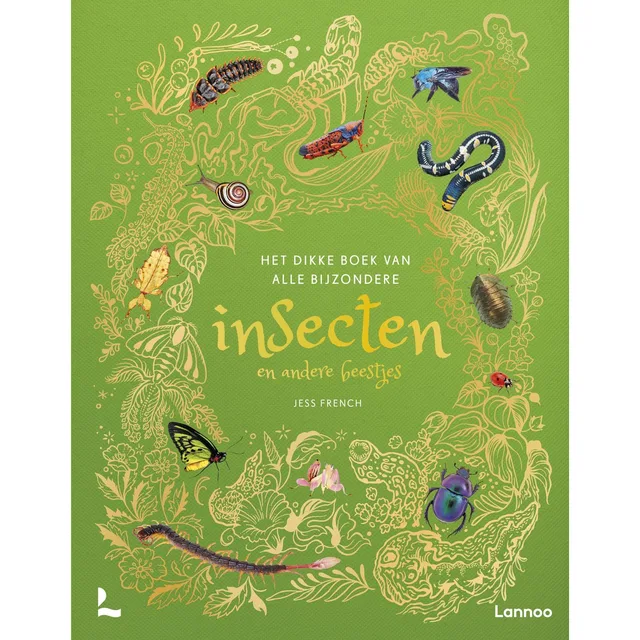 HET DIKKE BOEK VAN
ALLE BIJZONDERE
insecten
en andere beestjes
JESS FRENCH
Lannoo